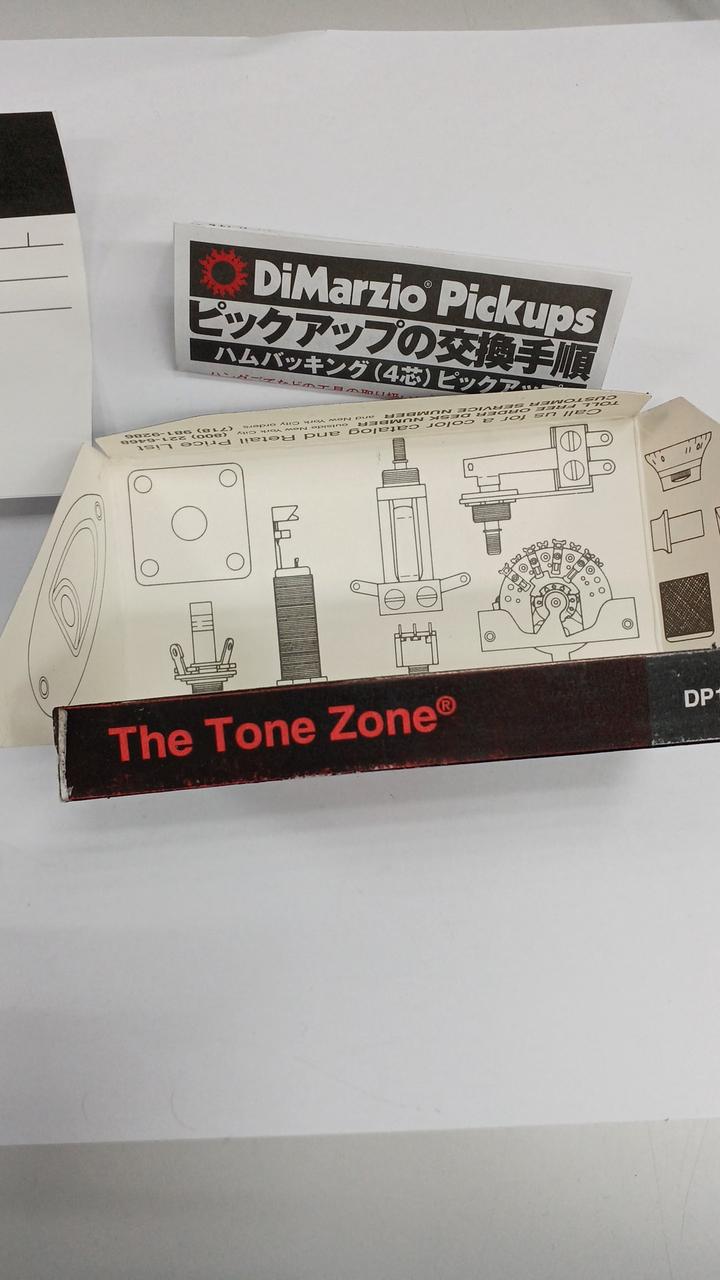 DiMarzio® Pickups
ピックアップの交換手順
ハムバッキング(4芯)ピックアップ
Call us for a color catalog and Retail Price List!
TOLL FREE ORDER DESK NUMBER outside New York City (800) 221-6468
CUSTOMER SERVICE NUMBER and New York City orders (718) 981-9286
The Tone Zone®
DP1